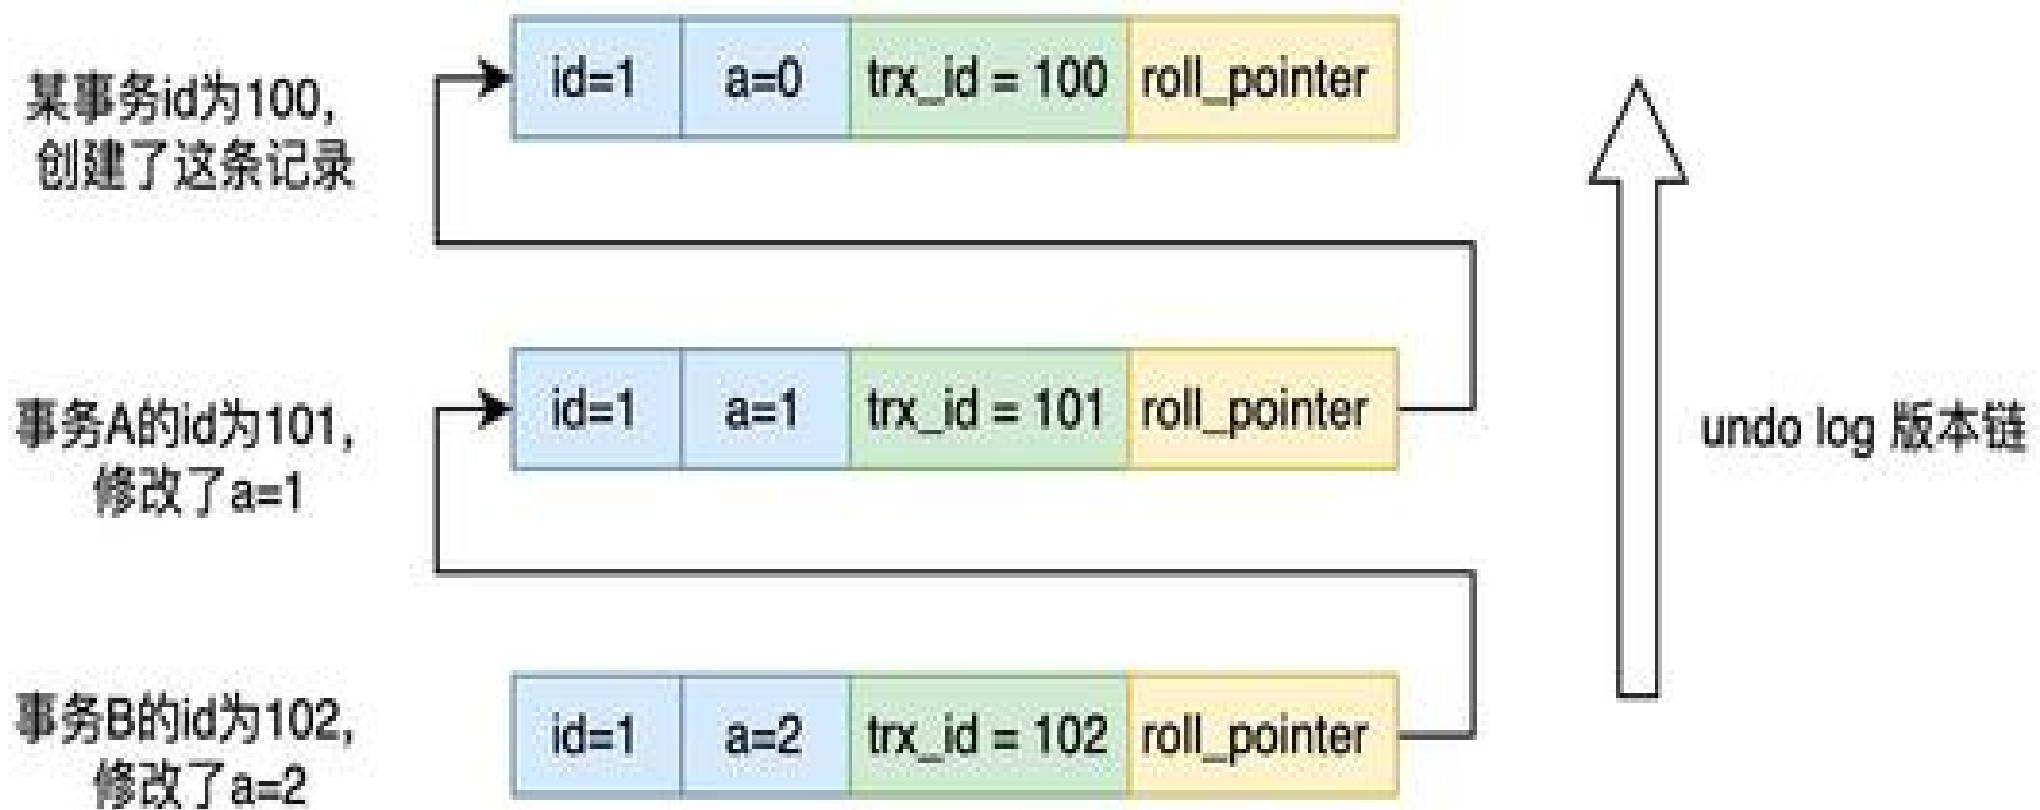 某事务id为100,
创建了这条记录
id=1 a=0 trx_id = 100 roll_pointer
事务A的id为101,
修改了a=1
id=1 a=1 trx_id = 101 roll_pointer
undo log 版本链
事务B的id为102,
修改了a=2
id=1 a=2 trx_id = 102 roll_pointer